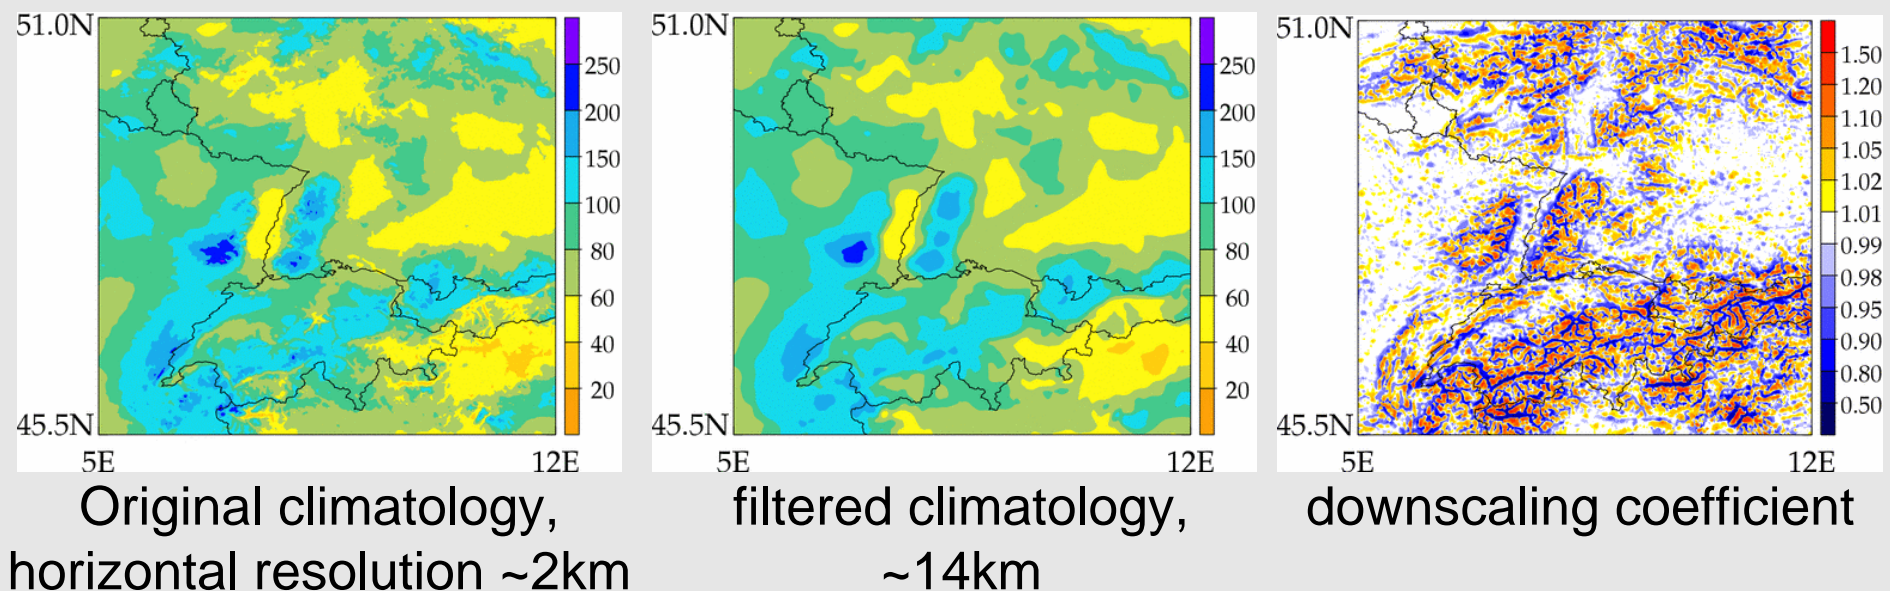 51.0N
45.5N
5E 12E
250
200
150
100
80
60
40
20
Original climatology,
horizontal resolution ~2km
51.0N
45.5N
5E 12E
250
200
150
100
80
60
40
20
filtered climatology,
~14km
51.0N
45.5N
5E 12E
1.50
1.20
1.10
1.05
1.02
1.01
0.99
0.98
0.95
0.90
0.80
0.50
downscaling coefficient